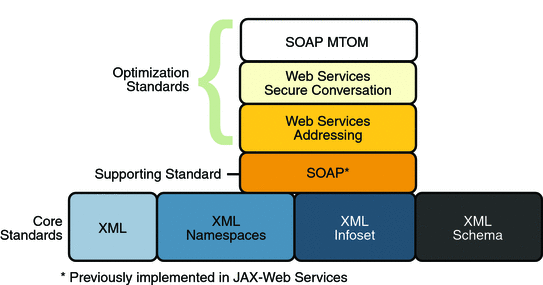 SOAP MTOM
Optimization
Standards
Web Services
Secure Conversation
Web Services
Addressing
Supporting Standard
SOAP*
Core
Standards
XML
XML
Namespaces
XML
Infoset
XML
Schema
* Previously implemented in JAX-Web Services